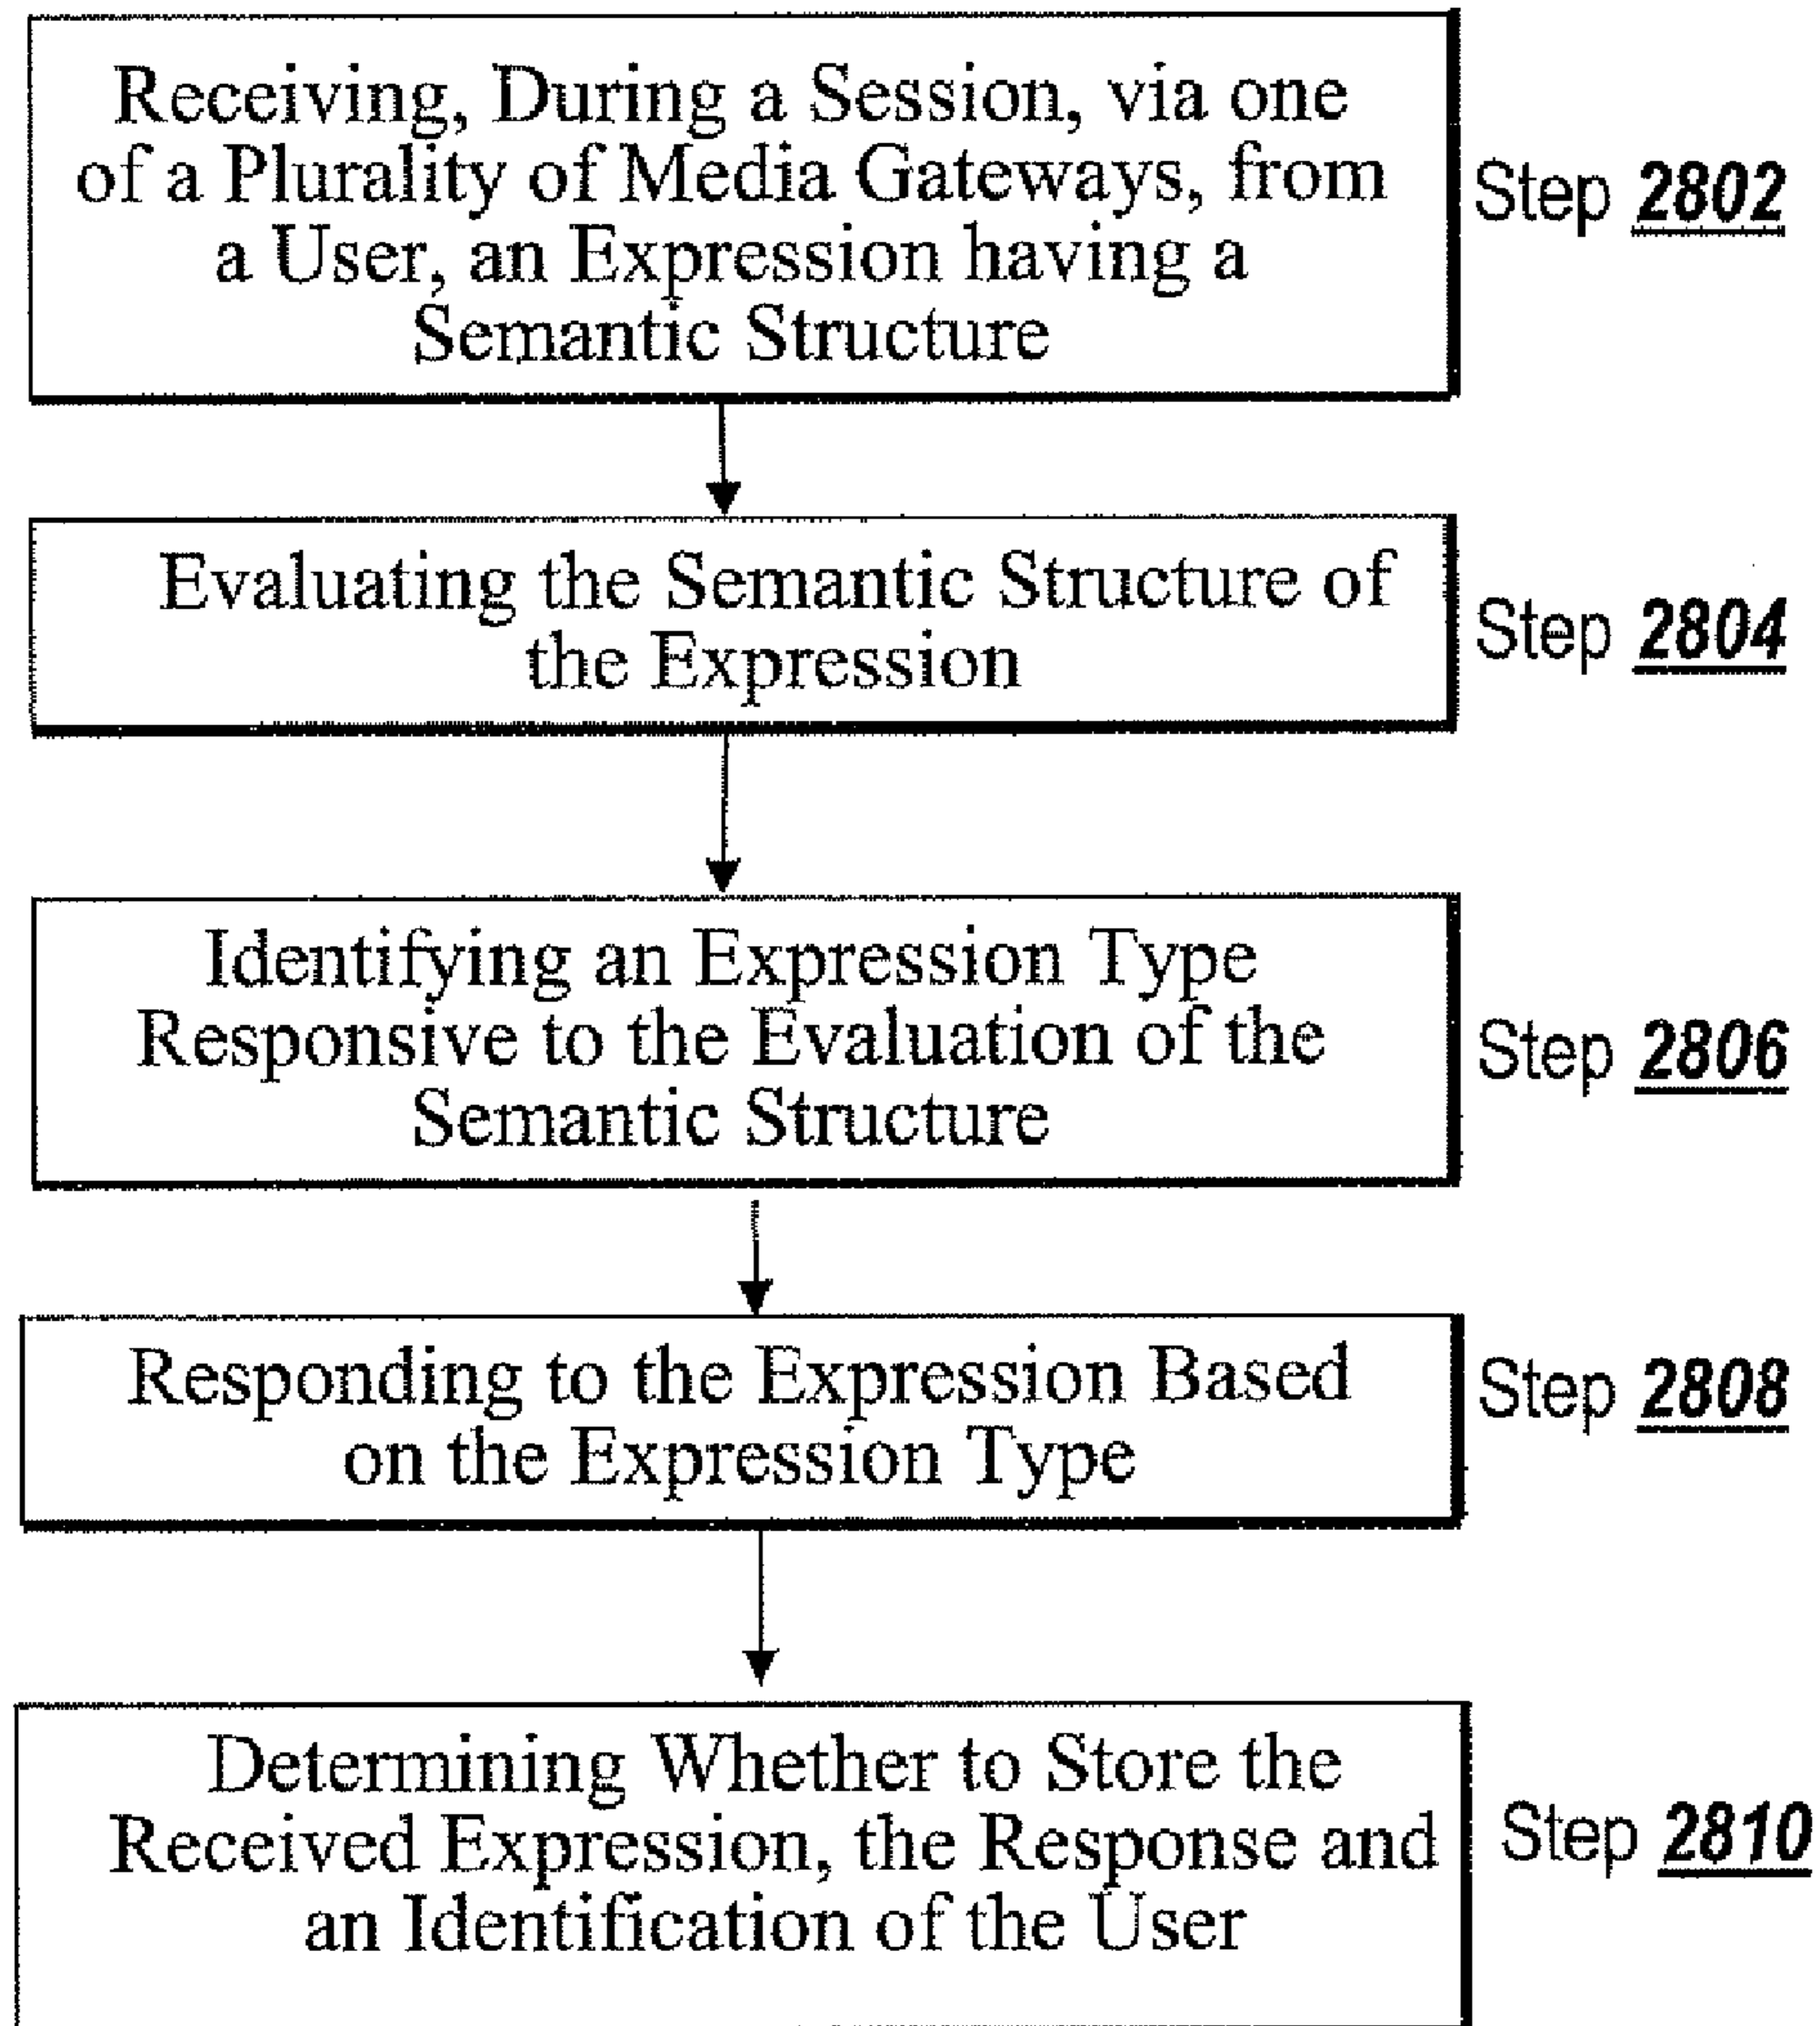 Receiving, During a Session, via one
of a Plurality of Media Gateways, from
a User, an Expression having a
Semantic Structure
Step 2802
Evaluating the Semantic Structure of
the Expression
Step 2804
Identifying an Expression Type
Responsive to the Evaluation of the
Semantic Structure
Step 2806
Responding to the Expression Based
on the Expression Type
Step 2808
Determining Whether to Store the
Received Expression, the Response and
an Identification of the User
Step 2810